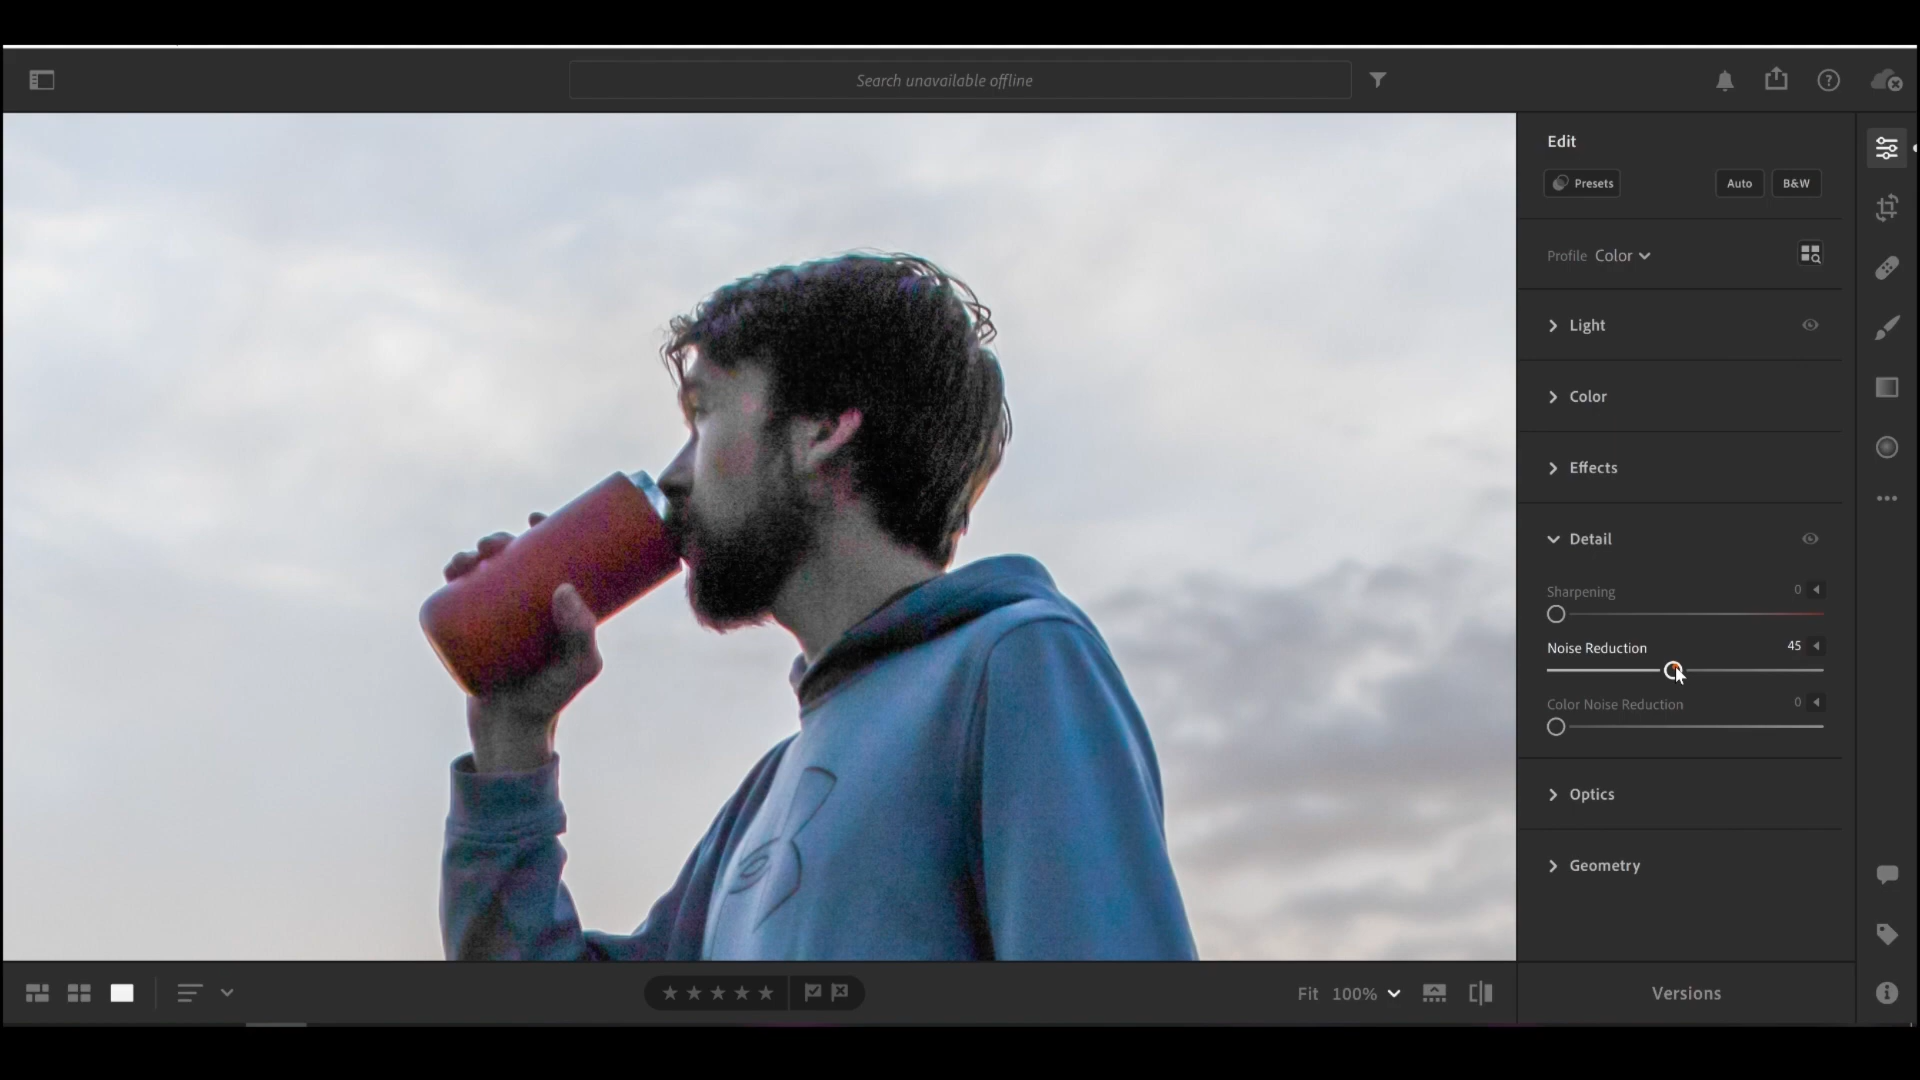 Search unavailable offline
Edit
Presets
Auto
B&W
Profile Color
Light
Color
Effects
Detail
Sharpening 0
Noise Reduction 45
Color Noise Reduction 0
Optics
Geometry
Fit 100%
Versions